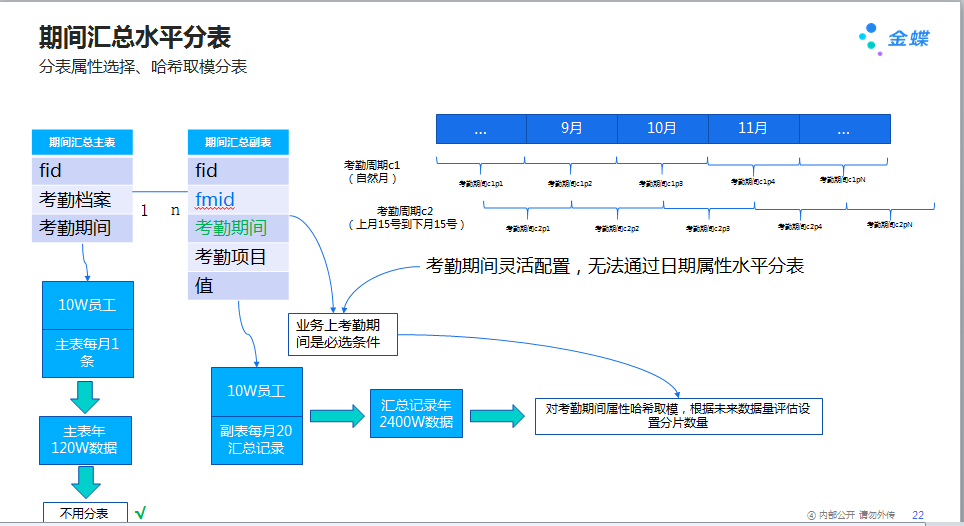 期间汇总水平分表
分表属性选择、哈希取模分表
金蝶
期间汇总主表
fid
考勤档案
考勤期间
1
n
期间汇总副表
fid
fmid
考勤期间
考勤项目
值
...
9月
10月
11月
...
考勤周期c1
（自然月）
考勤期间c1p1
考勤期间c1p2
考勤期间c1p3
考勤期间c1p4
考勤期间c1pN
考勤周期c2
（上月15号到下月15号）
考勤期间c2p1
考勤期间c2p2
考勤期间c2p3
考勤期间c2p4
考勤期间c2pN
考勤期间灵活配置，无法通过日期属性水平分表
业务上考勤期
间是必选条件
10W员工
主表每月1
条
主表年
120W数据
不用分表
√
10W员工
副表每月20
汇总记录
汇总记录年
2400W数据
对考勤期间属性哈希取模，根据未来数据量评估设
置分片数量
④ 内部公开 请勿外传
22